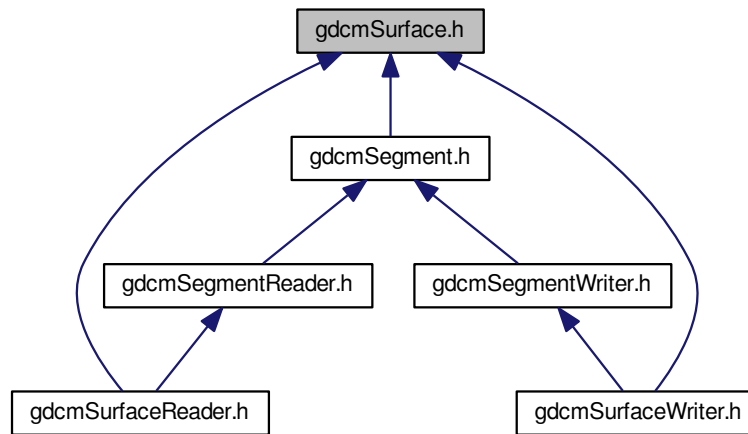 gdcmSurface.h
gdcmSegment.h
gdcmSegmentReader.h
gdcmSegmentWriter.h
gdcmSurfaceReader.h
gdcmSurfaceWriter.h